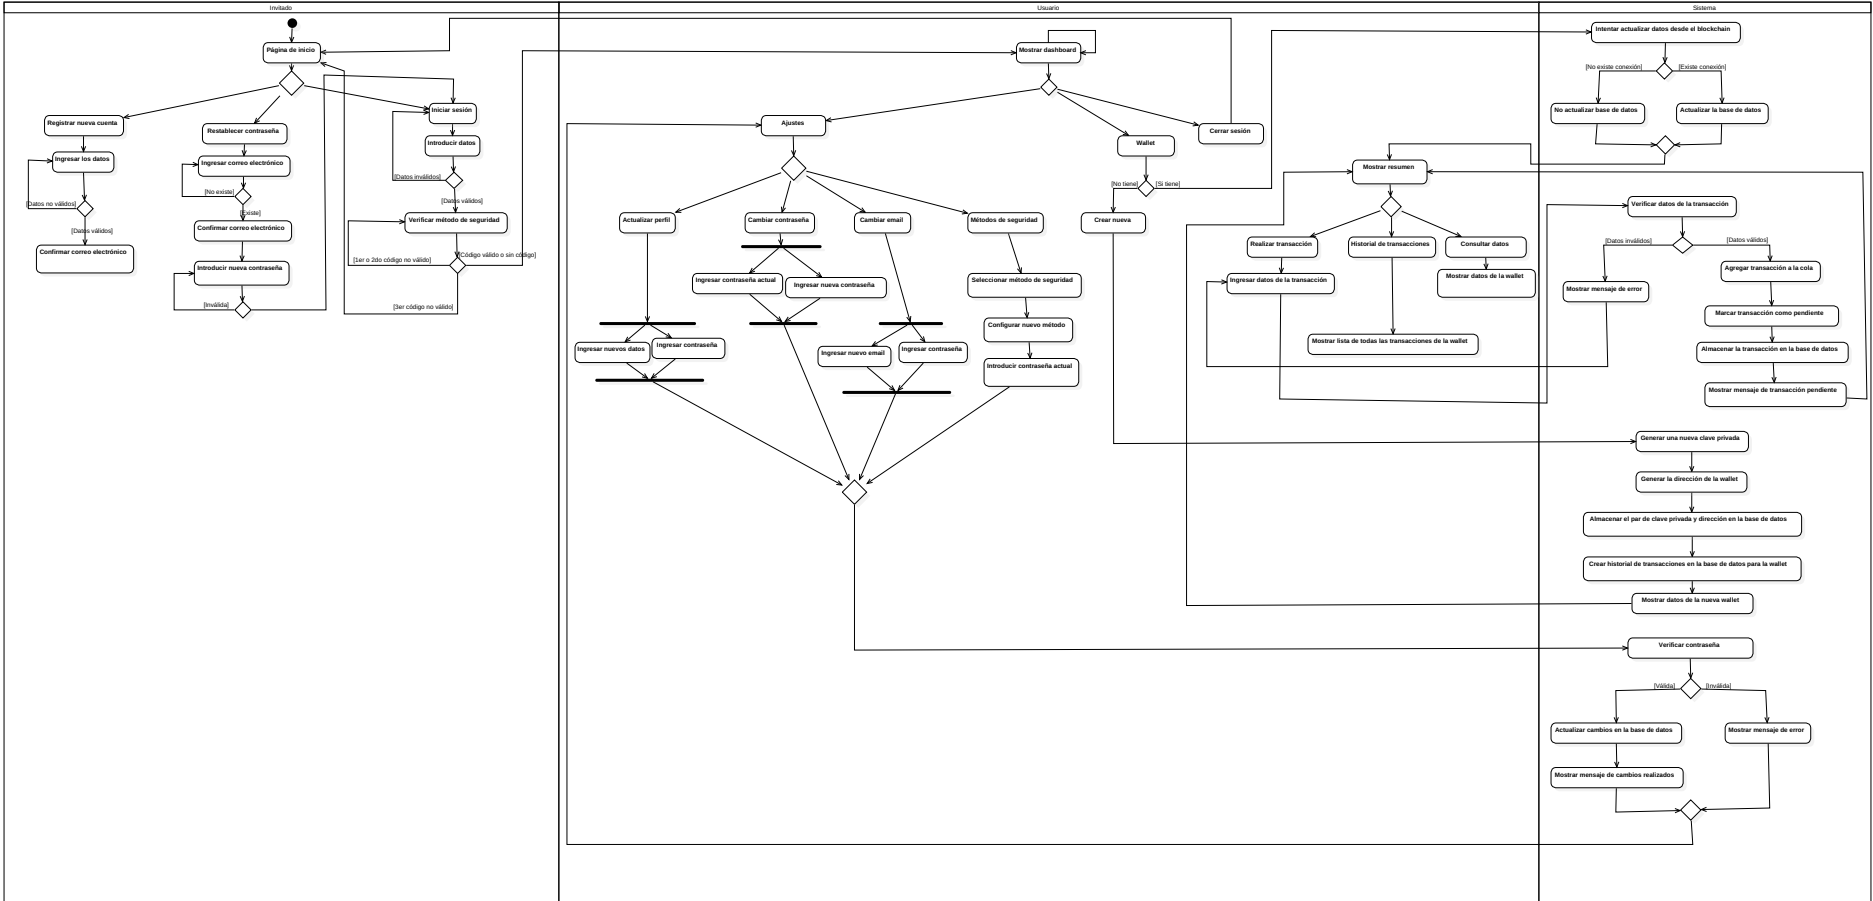 Invitado
Usuario
Sistema
Página de inicio
Registrar nueva cuenta
Ingresar los datos
[Datos no válidos]
[Datos válidos]
Confirmar correo electrónico
Restablecer contraseña
Ingresar correo electrónico
[No existe]
[Existe]
Confirmar correo electrónico
Introducir nueva contraseña
[Inválida]
Iniciar sesión
Introducir datos
[Datos inválidos]
[Datos válidos]
Verificar método de seguridad
[1er o 2do código no válido]
[Código válido o sin código]
[3er código no válido]
Mostrar dashboard
Ajustes
Wallet
Cerrar sesión
[No tiene]
[Si tiene]
Actualizar perfil
Cambiar contraseña
Cambiar email
Métodos de seguridad
Crear nueva
Ingresar contraseña actual
Ingresar nueva contraseña
Seleccionar método de seguridad
Configurar nuevo método
Introducir contraseña actual
Ingresar nuevos datos
Ingresar contraseña
Ingresar nuevo email
Ingresar contraseña
Mostrar resumen
Realizar transacción
Historial de transacciones
Consultar datos
Ingresar datos de la transacción
Mostrar datos de la wallet
Mostrar lista de todas las transacciones de la wallet
Intentar actualizar datos desde el blockchain
[No existe conexión]
[Existe conexión]
No actualizar base de datos
Actualizar la base de datos
Verificar datos de la transacción
[Datos inválidos]
[Datos válidos]
Mostrar mensaje de error
Agregar transacción a la cola
Marcar transacción como pendiente
Almacenar la transacción en la base de datos
Mostrar mensaje de transacción pendiente
Generar una nueva clave privada
Generar la dirección de la wallet
Almacenar el par de clave privada y dirección en la base de datos
Crear historial de transacciones en la base de datos para la wallet
Mostrar datos de la nueva wallet
Verificar contraseña
[Válida]
[Inválida]
Actualizar cambios en la base de datos
Mostrar mensaje de error
Mostrar mensaje de cambios realizados